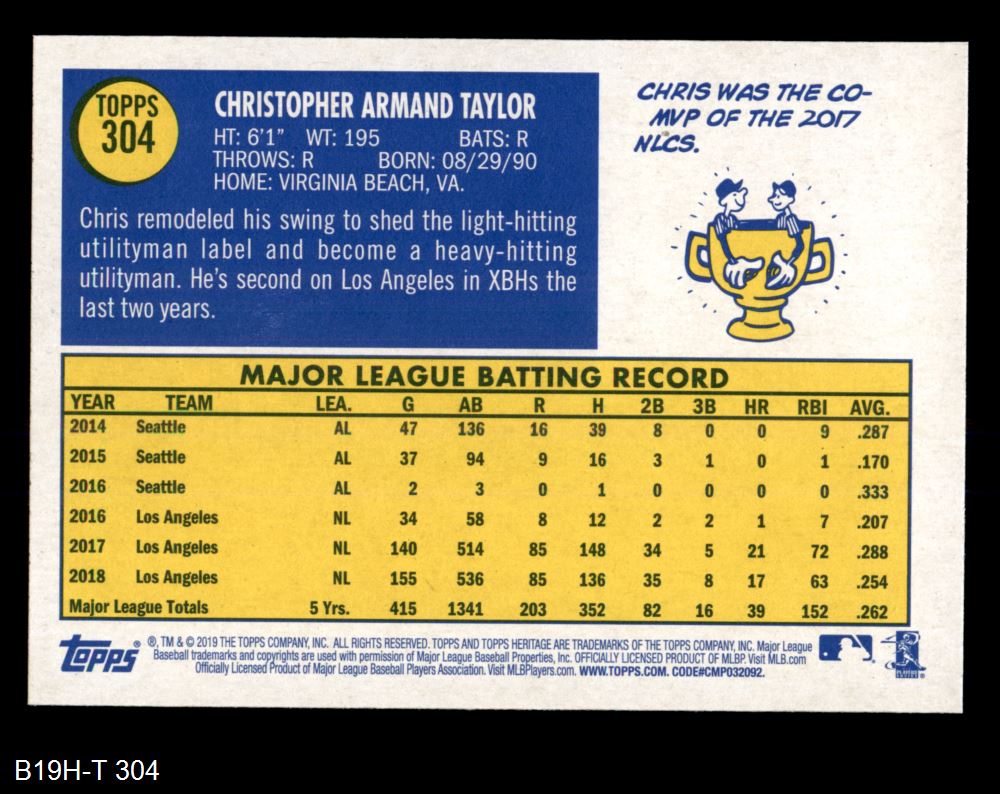 TOPPS
304
CHRISTOPHER ARMAND TAYLOR
HT: 6'1" WT: 195 BATS: R
THROWS: R BORN: 08/29/90
HOME: VIRGINIA BEACH, VA.
Chris remodeled his swing to shed the light-hitting
utilityman label and become a heavy-hitting
utilityman. He's second on Los Angeles in XBHs the
last two years.
CHRIS WAS THE CO-
MVP OF THE 2017
NLCS.
MAJOR LEAGUE BATTING RECORD
YEAR TEAM LEA. G AB R H 2B 3B HR RBI AVG.
2014 Seattle AL 47 136 16 39 8 0 0 9 .287
2015 Seattle AL 37 94 9 16 3 1 0 1 .170
2016 Seattle AL 2 3 0 1 0 0 0 0 .333
2016 Los Angeles NL 34 58 8 12 2 2 1 7 .207
2017 Los Angeles NL 140 514 85 148 34 5 21 72 .288
2018 Los Angeles NL 155 536 85 136 35 8 17 63 .254
Major League Totals 5 Yrs. 415 1341 203 352 82 16 39 152 .262
Topps®
®, TM & © 2019 THE TOPPS COMPANY, INC. ALL RIGHTS RESERVED. TOPPS AND TOPPS HERITAGE ARE TRADEMARKS OF THE TOPPS COMPANY, INC. Major League
Baseball trademarks and copyrights are used with permission of Major League Baseball Properties, Inc. OFFICIALLY LICENSED PRODUCT OF MLBP. Visit MLB.com
Officially Licensed Product of Major League Baseball Players Association. Visit MLBPlayers.com. WWW.TOPPS.COM. CODE#CMP032092.
B19H-T 304